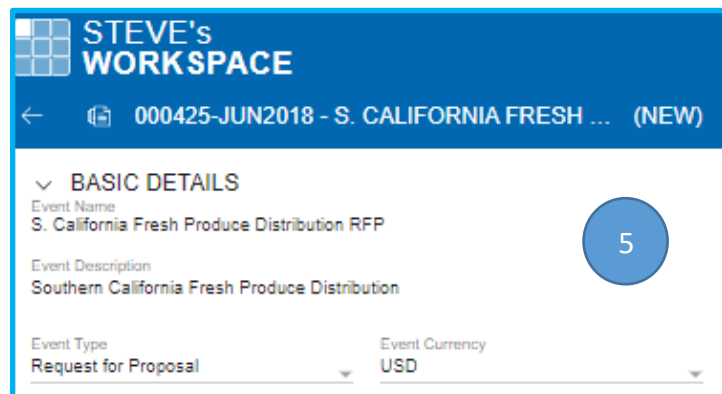 STEVE's
WORKSPACE
000425-JUN2018 - S. CALIFORNIA FRESH ... (NEW)
BASIC DETAILS
Event Name
S. California Fresh Produce Distribution RFP
5
Event Description
Southern California Fresh Produce Distribution
Event Type Event Currency
Request for Proposal USD